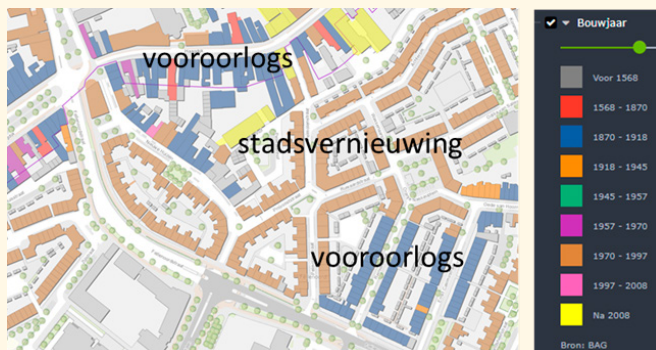 vooroorlogs
stadsvernieuwing
vooroorlogs
Bouwjaar
Voor 1568
1568 - 1870
1870 - 1918
1918 - 1945
1945 - 1957
1957 - 1970
1970 - 1997
1997 - 2008
Na 2008
Bron: BAG